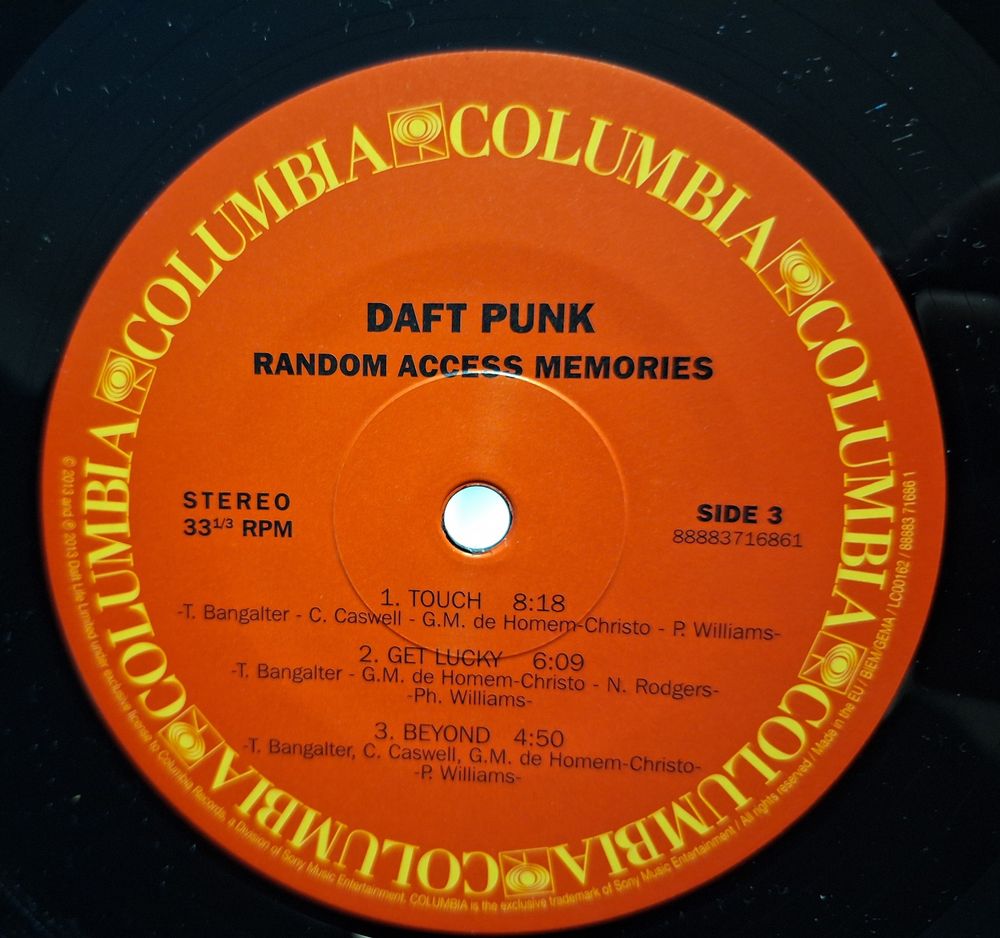 COLUMBIA COLUMBIA COLUMBIA COLUMBIA COLUMBIA COLUMBIA COLUMBIA
DAFT PUNK
RANDOM ACCESS MEMORIES
STEREO
33 1/3 RPM
SIDE 3
88883716861
1. TOUCH 8:18
-T. Bangalter - C. Caswell - G.M. de Homem-Christo - P. Williams-
2. GET LUCKY 6:09
-T. Bangalter - G.M. de Homem-Christo - N. Rodgers-
-Ph. Williams-
3. BEYOND 4:50
-T. Bangalter, C. Caswell, G.M. de Homem-Christo-
-P. Williams-
℗ 2013 and © 2013 Daft Life Limited under exclusive license to Columbia Records, a Division of Sony Music Entertainment. COLUMBIA is the exclusive trademark of Sony Music Entertainment / All rights reserved / Made in the EU / BIEM/GEMA / LC00162 / 88883 71686 1